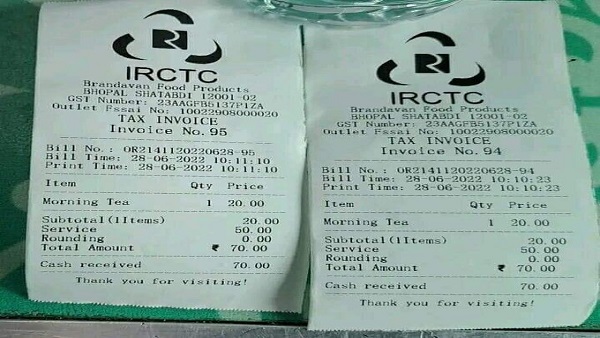 IRCTC
Brandavan Food Products
BHOPAL SHATABDI 12001-02
GST Number: 23AAGFB5137P1ZA
Outlet Fssai No: 10022908000020
TAX INVOICE
Invoice No. 95
Bill No.: OR2141120220628-95
Bill Time: 28-06-2022 10:11:10
Print Time: 28-06-2022 10:11:10
Item Qty Price
Morning Tea 1 20.00
Subtotal(1Items) 20.00
Service 50.00
Rounding 0.00
Total Amount ₹ 70.00
Cash received 70.00
Thank you for visiting!
IRCTC
Brandavan Food Products
BHOPAL SHATABDI 12001-02
GST Number: 23AAGFB5137P1ZA
Outlet Fssai No: 10022908000020
TAX INVOICE
Invoice No. 94
Bill No.: OR2141120220628-94
Bill Time: 28-06-2022 10:10:23
Print Time: 28-06-2022 10:10:23
Item Qty Price
Morning Tea 1 20.00
Subtotal(1Items) 20.00
Service 50.00
Rounding 0.00
Total Amount ₹ 70.00
Cash received 70.00
Thank you for visiting!